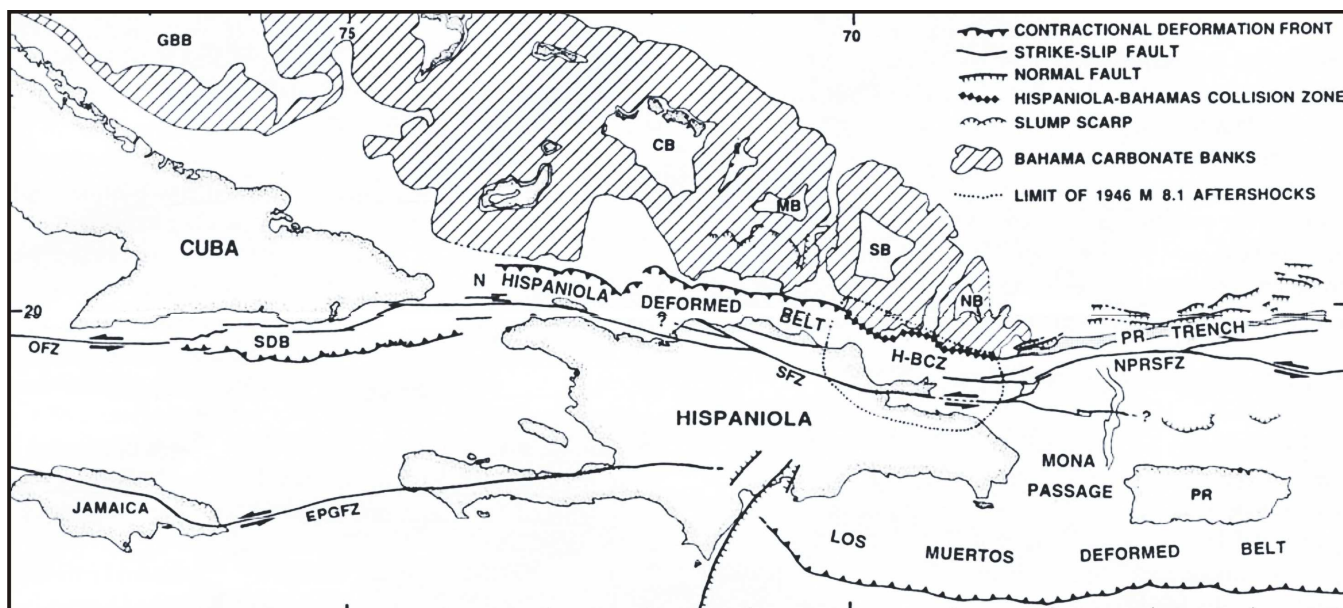 75
70
GBB
CONTRACTIONAL DEFORMATION FRONT
STRIKE-SLIP FAULT
NORMAL FAULT
HISPANIOLA-BAHAMAS COLLISION ZONE
SLUMP SCARP
BAHAMA CARBONATE BANKS
LIMIT OF 1946 M 8.1 AFTERSHOCKS
CB
MB
SB
NB
CUBA
N HISPANIOLA DEFORMED BELT
20
?
OFZ
SDB
SFZ
H-BCZ
PR TRENCH
NPRSFZ
?
HISPANIOLA
MONA
PASSAGE
PR
JAMAICA
EPGFZ
LOS MUERTOS DEFORMED BELT